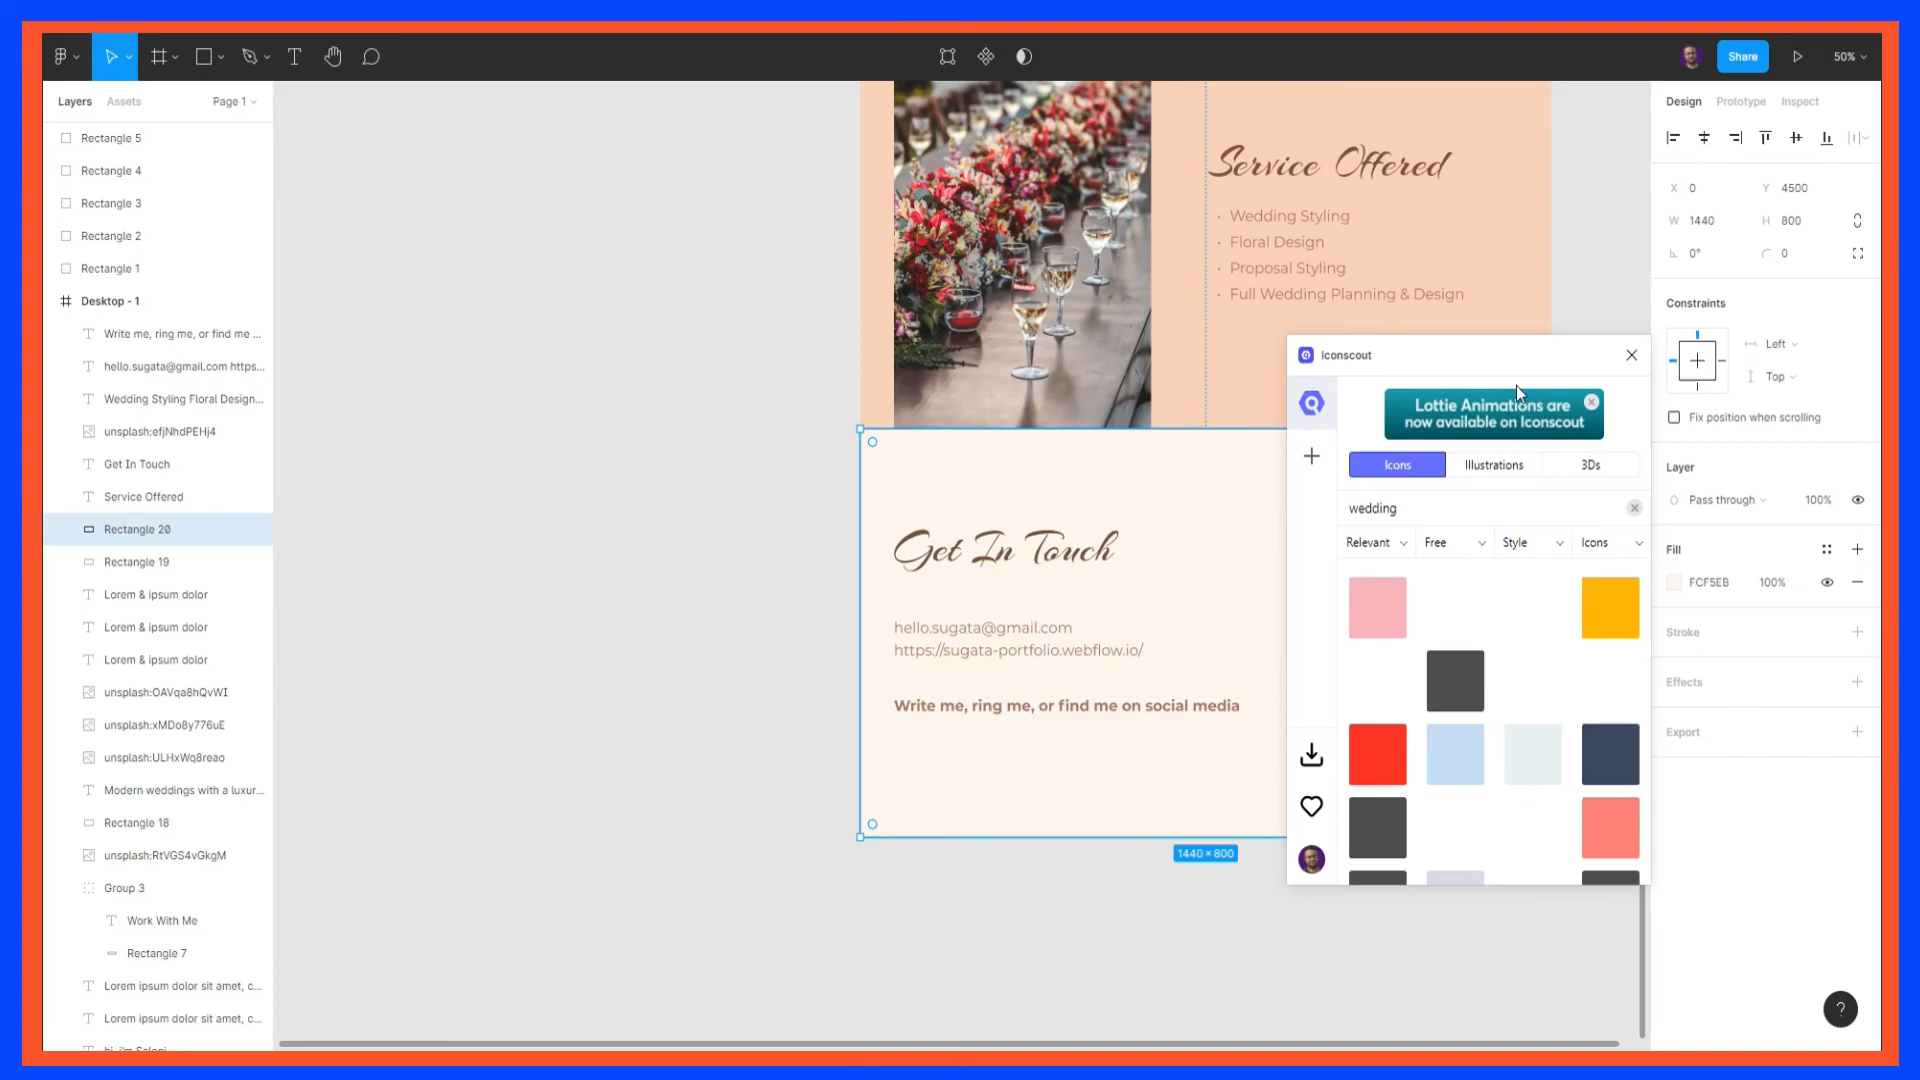 Share
50%
Layers
Assets
Page 1
Rectangle 5
Rectangle 4
Rectangle 3
Rectangle 2
Rectangle 1
Desktop - 1
Write me, ring me, or find me ...
hello.sugata@gmail.com https...
Wedding Styling Floral Design...
unsplash:efjNhdPEHj4
Get In Touch
Service Offered
Rectangle 20
Rectangle 19
Lorem & ipsum dolor
Lorem & ipsum dolor
Lorem & ipsum dolor
unsplash:OAVqa8hQvWI
unsplash:xMDo8y776uE
unsplash:ULHxWq8reao
Modern weddings with a luxur...
Rectangle 18
unsplash:RtVGS4vGkgM
Group 3
Work With Me
Rectangle 7
Lorem ipsum dolor sit amet, c...
Lorem ipsum dolor sit amet, c...
Service Offered
· Wedding Styling
· Floral Design
· Proposal Styling
· Full Wedding Planning & Design
Get In Touch
hello.sugata@gmail.com
https://sugata-portfolio.webflow.io/
Write me, ring me, or find me on social media
1440 × 800
Iconscout
Lottie Animations are
now available on Iconscout
Icons
Illustrations
3Ds
wedding
Relevant
Free
Style
Icons
Design
Prototype
Inspect
X 0
Y 4500
W 1440
H 800
0°
0
Constraints
Left
Top
Fix position when scrolling
Layer
Pass through
100%
Fill
FCF5EB
100%
Stroke
Effects
Export
?